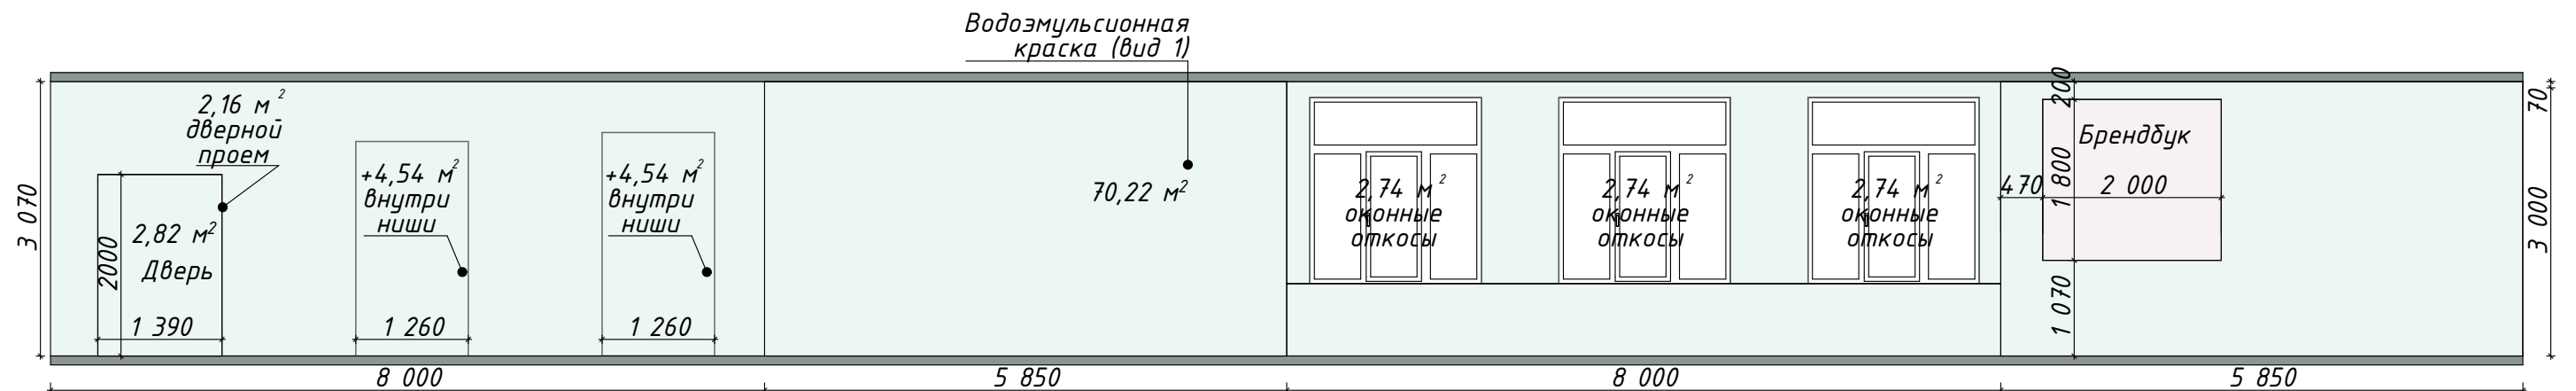 Водоэмульсионная
краска (вид 1)
2,16 м²
дверной
проем
+4,54 м²
внутри
ниши
+4,54 м²
внутри
ниши
70,22 м²
2,74 м²
оконные
откосы
2,74 м²
оконные
откосы
2,74 м²
оконные
откосы
Брендбук
200
70
470
1 800
2 000
3 070
3 000
2,82 м²
Дверь
2000
1 390
1 260
1 260
1 070
8 000
5 850
8 000
5 850